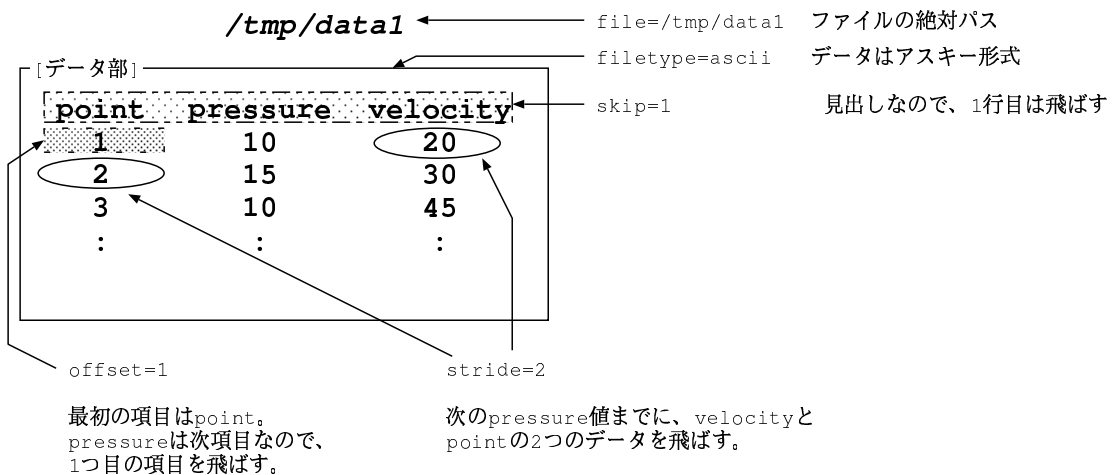 /tmp/data1
file=/tmp/data1 ファイルの絶対パス
filetype=ascii データはアスキー形式
[データ部]
point pressure velocity
skip=1 見出しなので、1行目は飛ばす
1 10 20
2 15 30
3 10 45
: : :
offset=1
最初の項目はpoint。
pressureは次項目なので、
1つ目の項目を飛ばす。
stride=2
次のpressure値までに、velocityと
pointの2つのデータを飛ばす。